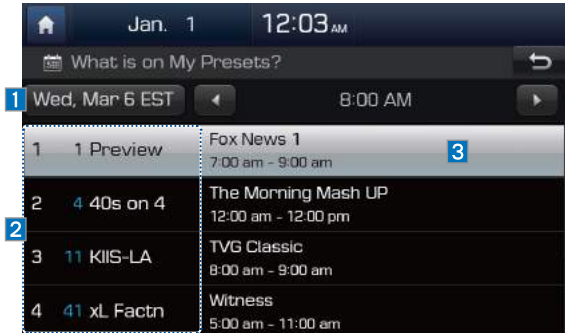 Jan. 1 12:03 AM
What is on My Presets?
1 Wed, Mar 6 EST 8:00 AM
1 1 Preview Fox News 1
7:00 am - 9:00 am
3
2 4 40s on 4 The Morning Mash UP
12:00 am - 12:00 pm
2
3 11 KIIS-LA TVG Classic
8:00 am - 9:00 am
4 41 xL Factn Witness
5:00 am - 11:00 am